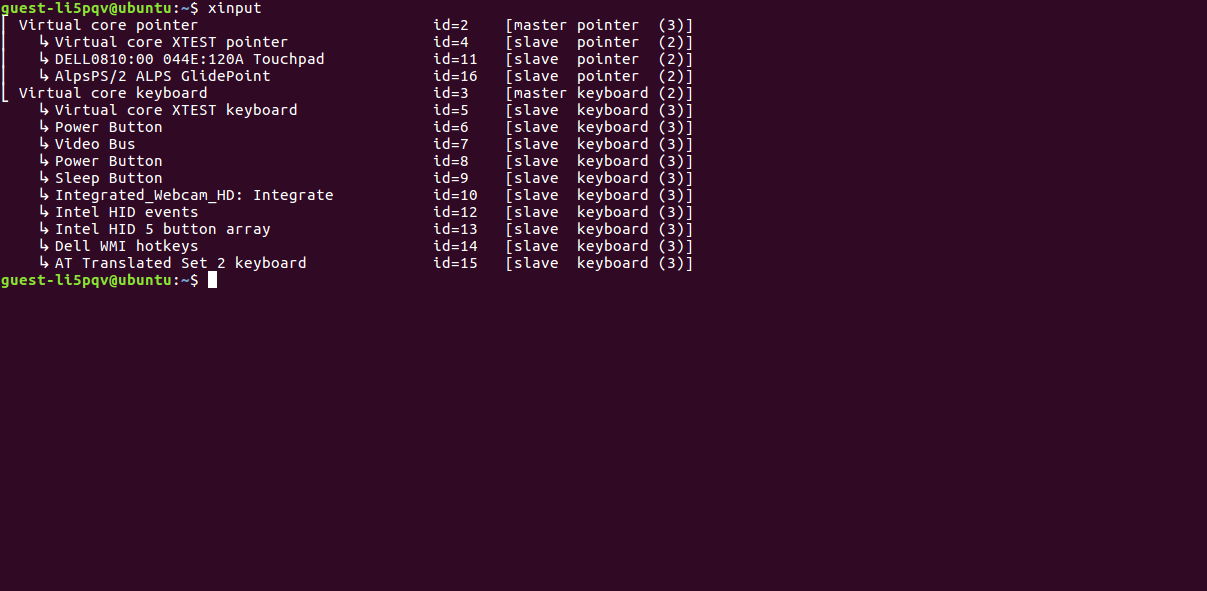 guest-li5pqv@ubuntu:~$ xinput
⎡ Virtual core pointer                    	id=2	[master pointer  (3)]
⎜   ↳ Virtual core XTEST pointer              	id=4	[slave  pointer  (2)]
⎜   ↳ DELL0810:00 044E:120A Touchpad          	id=11	[slave  pointer  (2)]
⎜   ↳ AlpsPS/2 ALPS GlidePoint                	id=16	[slave  pointer  (2)]
⎣ Virtual core keyboard                   	id=3	[master keyboard (2)]
    ↳ Virtual core XTEST keyboard             	id=5	[slave  keyboard (3)]
    ↳ Power Button                            	id=6	[slave  keyboard (3)]
    ↳ Video Bus                               	id=7	[slave  keyboard (3)]
    ↳ Power Button                            	id=8	[slave  keyboard (3)]
    ↳ Sleep Button                            	id=9	[slave  keyboard (3)]
    ↳ Integrated_Webcam_HD: Integrate         	id=10	[slave  keyboard (3)]
    ↳ Intel HID events                        	id=12	[slave  keyboard (3)]
    ↳ Intel HID 5 button array                	id=13	[slave  keyboard (3)]
    ↳ Dell WMI hotkeys                        	id=14	[slave  keyboard (3)]
    ↳ AT Translated Set 2 keyboard            	id=15	[slave  keyboard (3)]
guest-li5pqv@ubuntu:~$